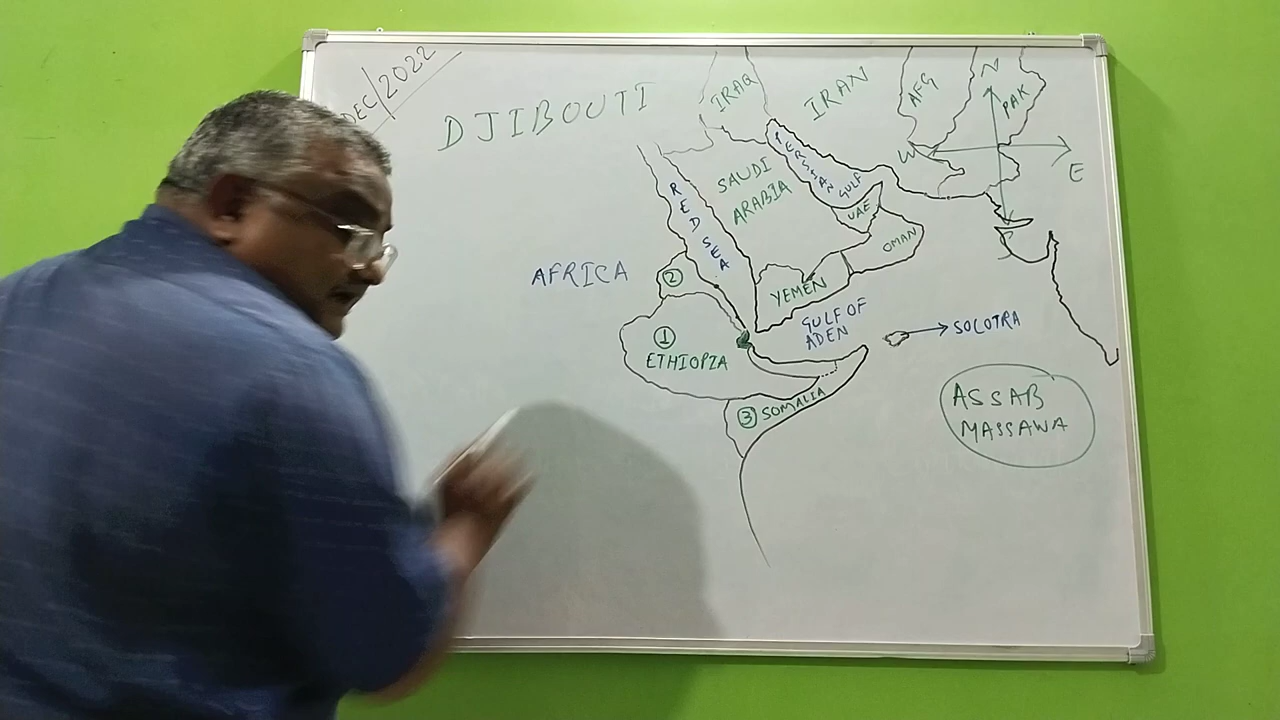 DEC/2022
DJIBOUTI
IRAQ
IRAN
AFG
N
PAK
W
E
S
PERSIAN GULF
SAUDI
ARABIA
RED SEA
UAE
OMAN
AFRICA
2
YEMEN
GULF OF
ADEN
SOCOTRA
1
ETHIOPIA
3 SOMALIA
ASSAB
MASSAWA